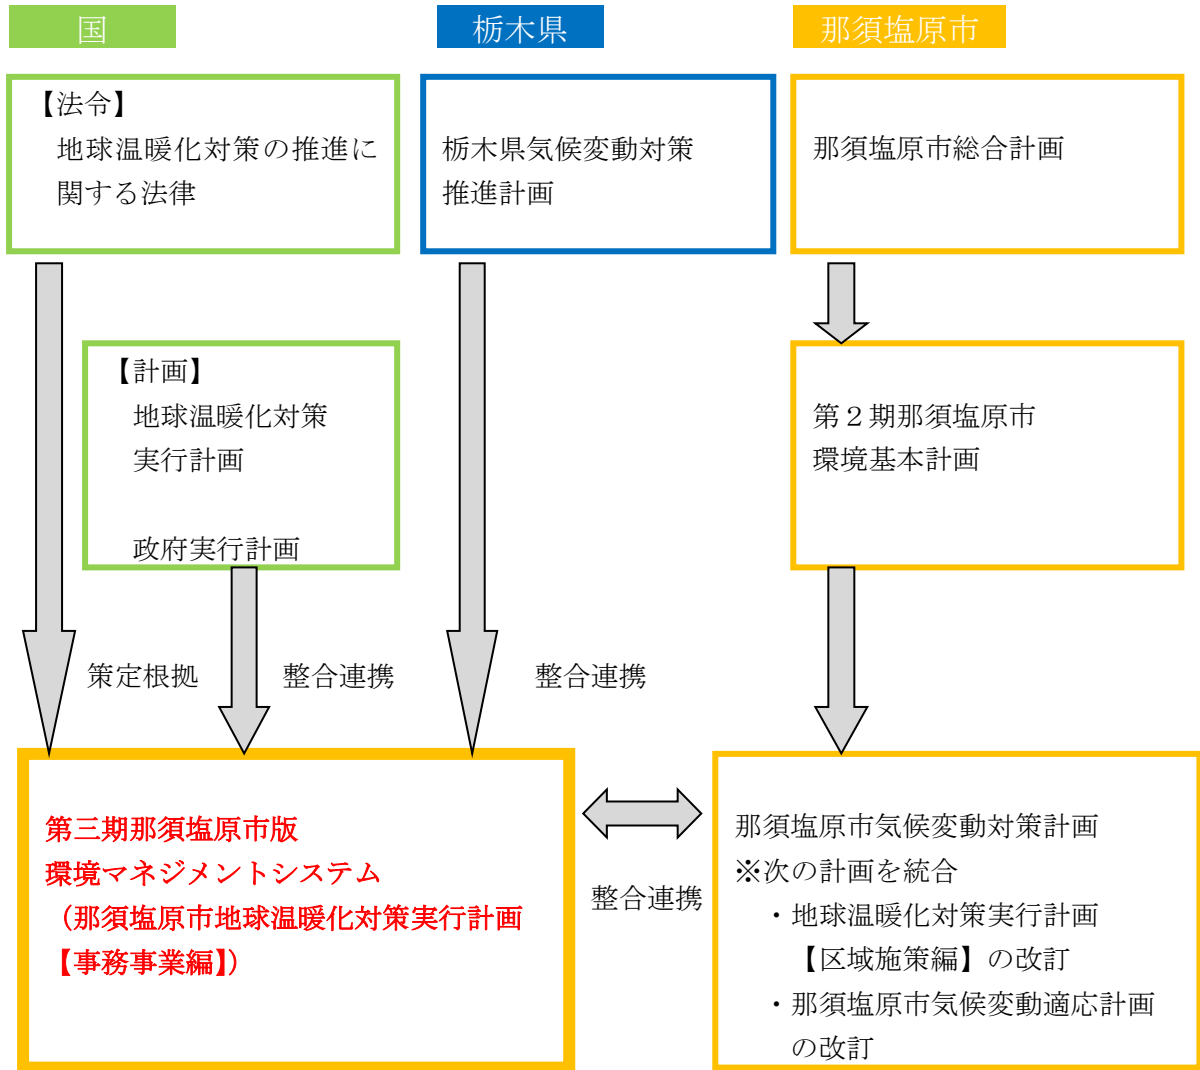 国
栃木県
那須塩原市
【法令】
地球温暖化対策の推進に
関する法律
栃木県気候変動対策
推進計画
那須塩原市総合計画
【計画】
地球温暖化対策
実行計画
政府実行計画
第２期那須塩原市
環境基本計画
策定根拠
整合連携
整合連携
第三期那須塩原市版
環境マネジメントシステム
（那須塩原市地球温暖化対策実行計画
【事務事業編】）
整合連携
那須塩原市気候変動対策計画
※次の計画を統合
・地球温暖化対策実行計画
【区域施策編】の改訂
・那須塩原市気候変動適応計画
の改訂